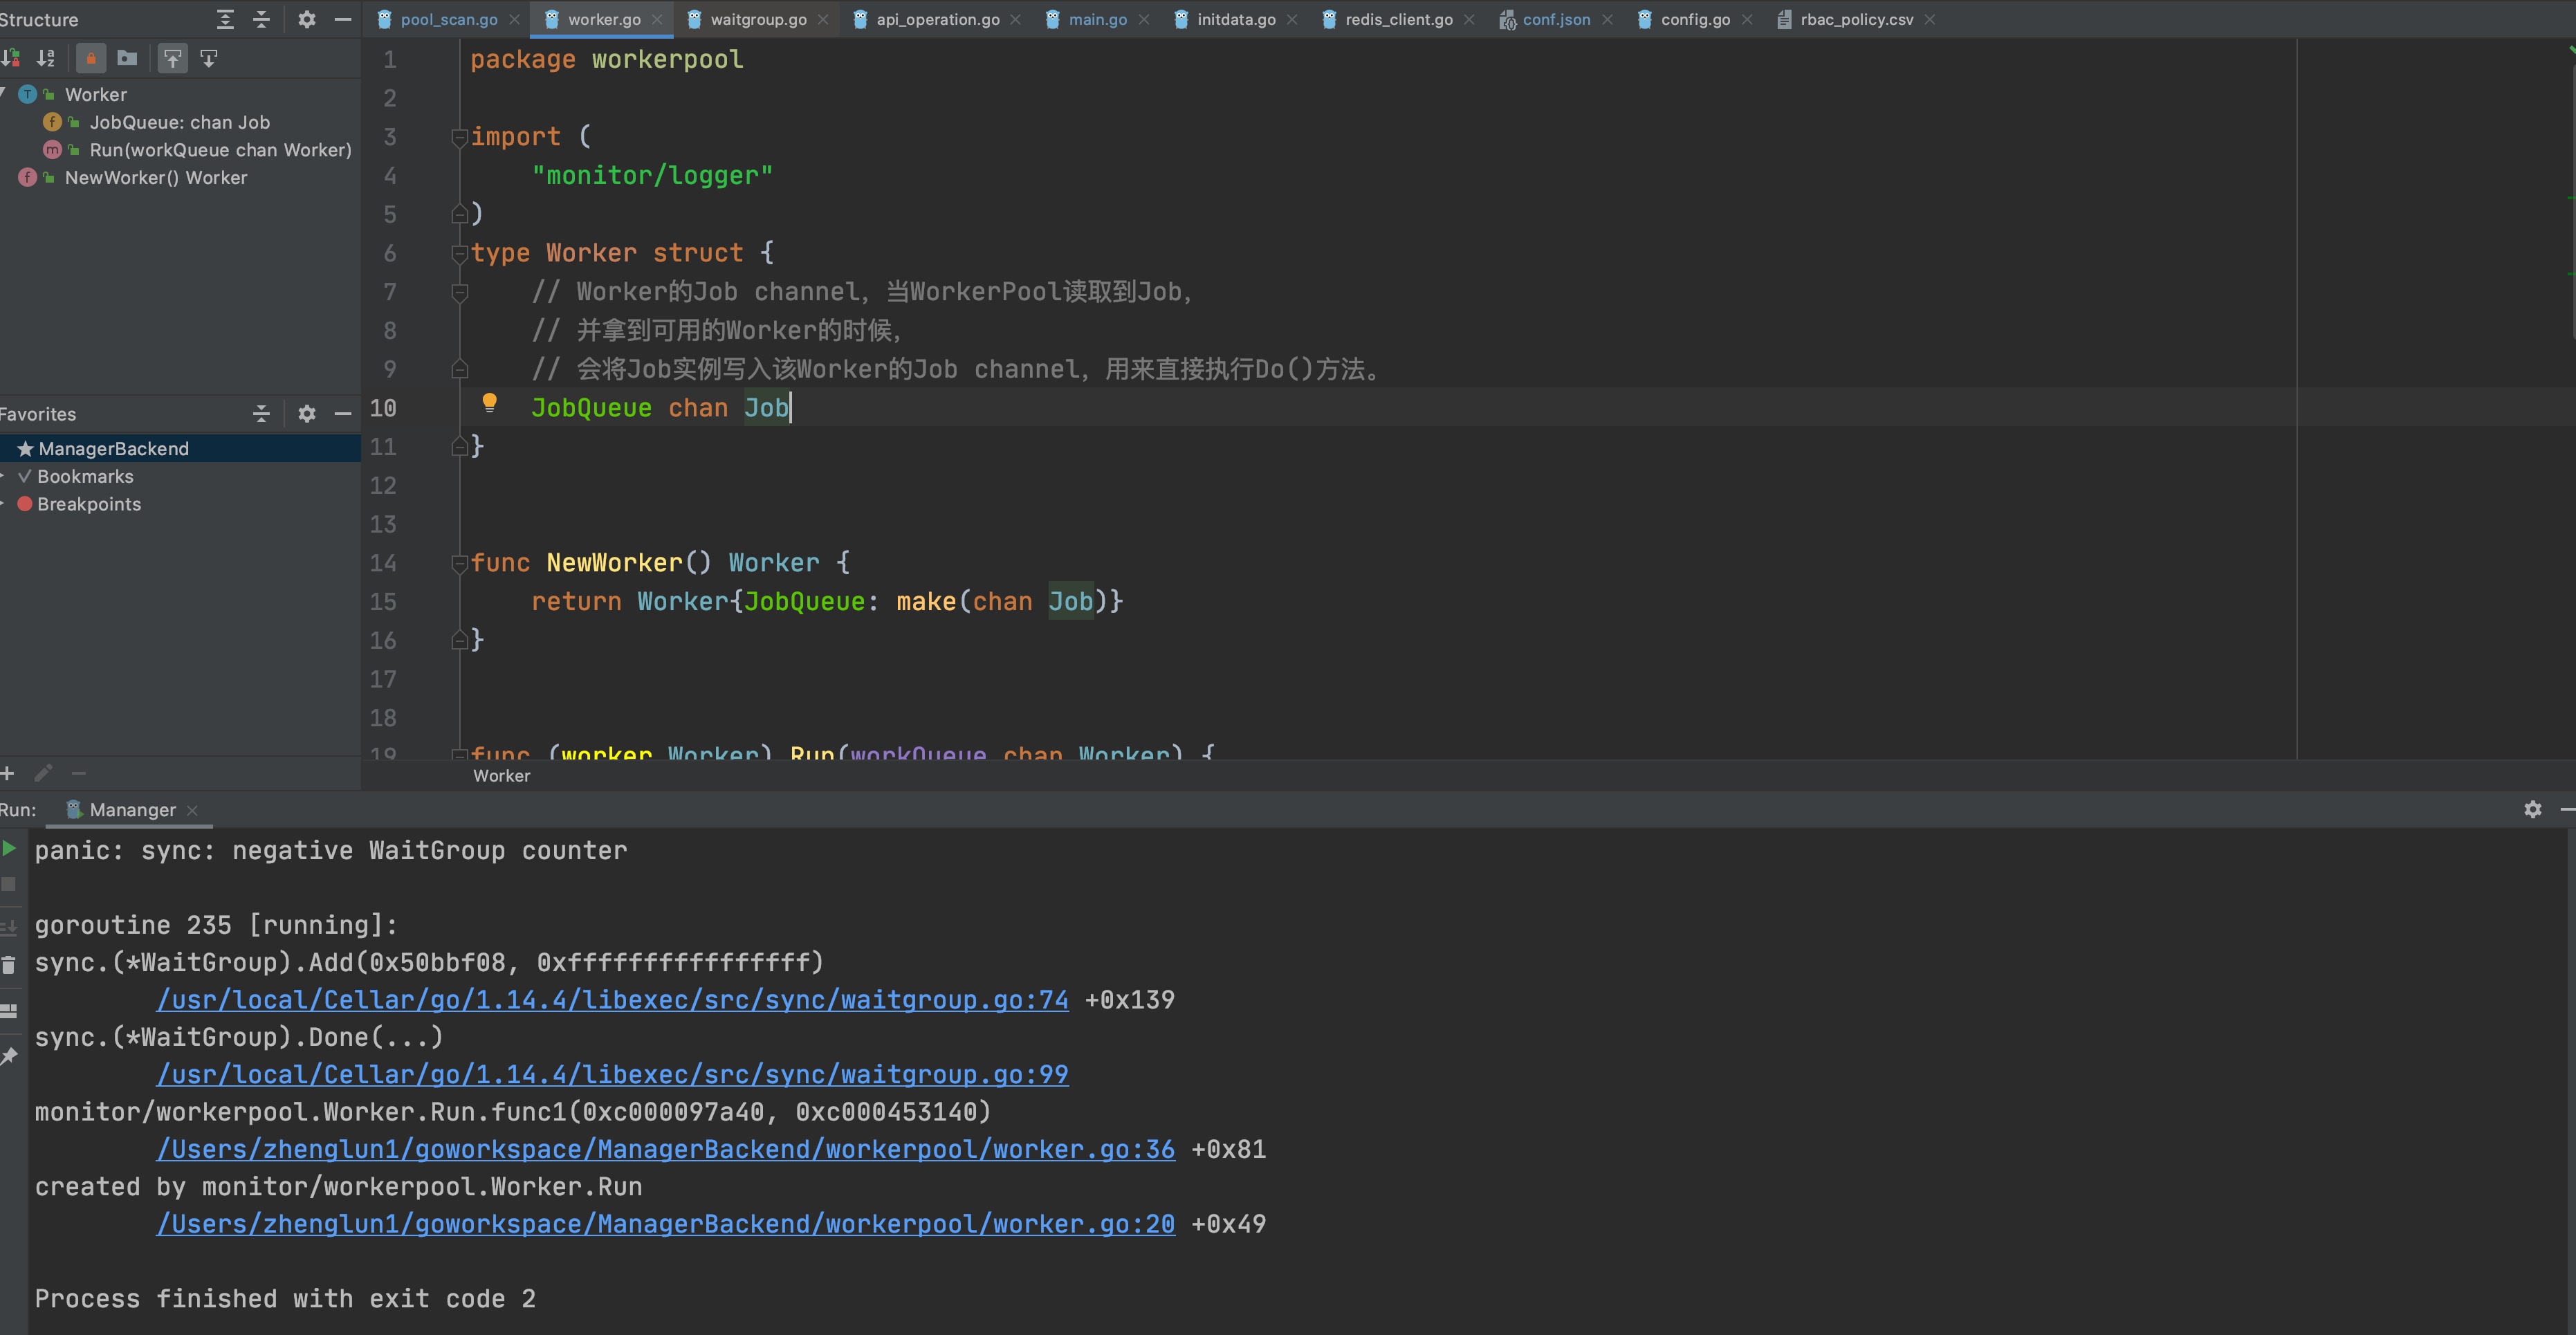 Structure
pool_scan.go
worker.go
waitgroup.go
api_operation.go
main.go
initdata.go
redis_client.go
conf.json
config.go
rbac_policy.csv
Worker
JobQueue: chan Job
Run(workQueue chan Worker)
NewWorker() Worker
Favorites
ManagerBackend
Bookmarks
Breakpoints
1 package workerpool
2
3 import (
4 "monitor/logger"
5 )
6 type Worker struct {
7 // Worker的Job channel，当WorkerPool读取到Job，
8 // 并拿到可用的Worker的时候，
9 // 会将Job实例写入该Worker的Job channel，用来直接执行Do()方法。
10 JobQueue chan Job
11 }
12
13
14 func NewWorker() Worker {
15 return Worker{JobQueue: make(chan Job)}
16 }
17
18
19 func (worker Worker) Run(workQueue chan Worker) {
Worker
Run:
Mananger
panic: sync: negative WaitGroup counter
goroutine 235 [running]:
sync.(*WaitGroup).Add(0x50bbf08, 0xffffffffffffffff)
/usr/local/Cellar/go/1.14.4/libexec/src/sync/waitgroup.go:74 +0x139
sync.(*WaitGroup).Done(...)
/usr/local/Cellar/go/1.14.4/libexec/src/sync/waitgroup.go:99
monitor/workerpool.Worker.Run.func1(0xc000097a40, 0xc000453140)
/Users/zhenglun1/goworkspace/ManagerBackend/workerpool/worker.go:36 +0x81
created by monitor/workerpool.Worker.Run
/Users/zhenglun1/goworkspace/ManagerBackend/workerpool/worker.go:20 +0x49
Process finished with exit code 2